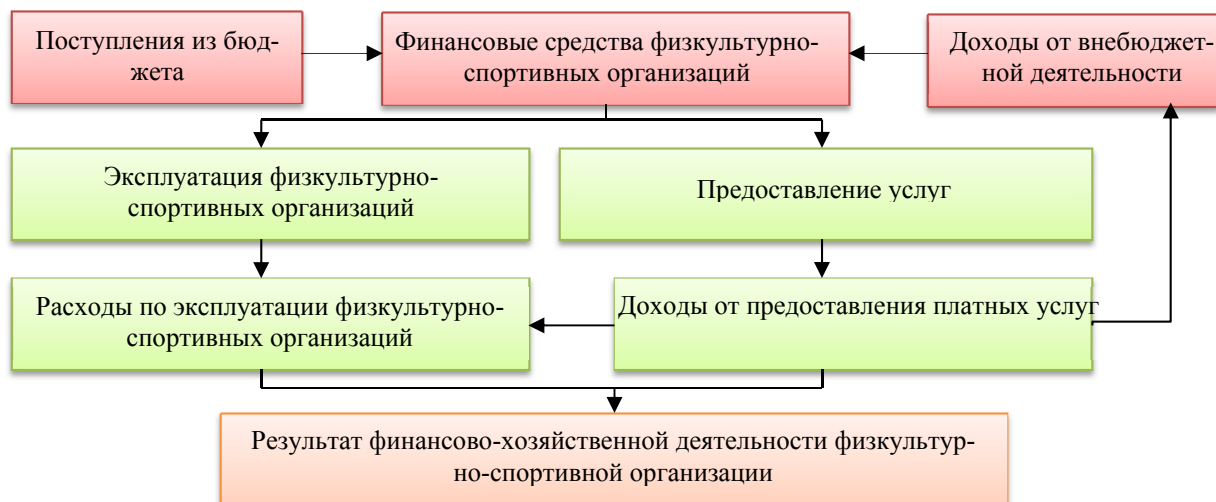 Поступления из бюд-
жета
Финансовые средства физкультурно-
спортивных организаций
Доходы от внебюджет-
ной деятельности
Эксплуатация физкультурно-
спортивных организаций
Предоставление услуг
Расходы по эксплуатации физкультурно-
спортивных организаций
Доходы от предоставления платных услуг
Результат финансово-хозяйственной деятельности физкультур-
но-спортивной организации